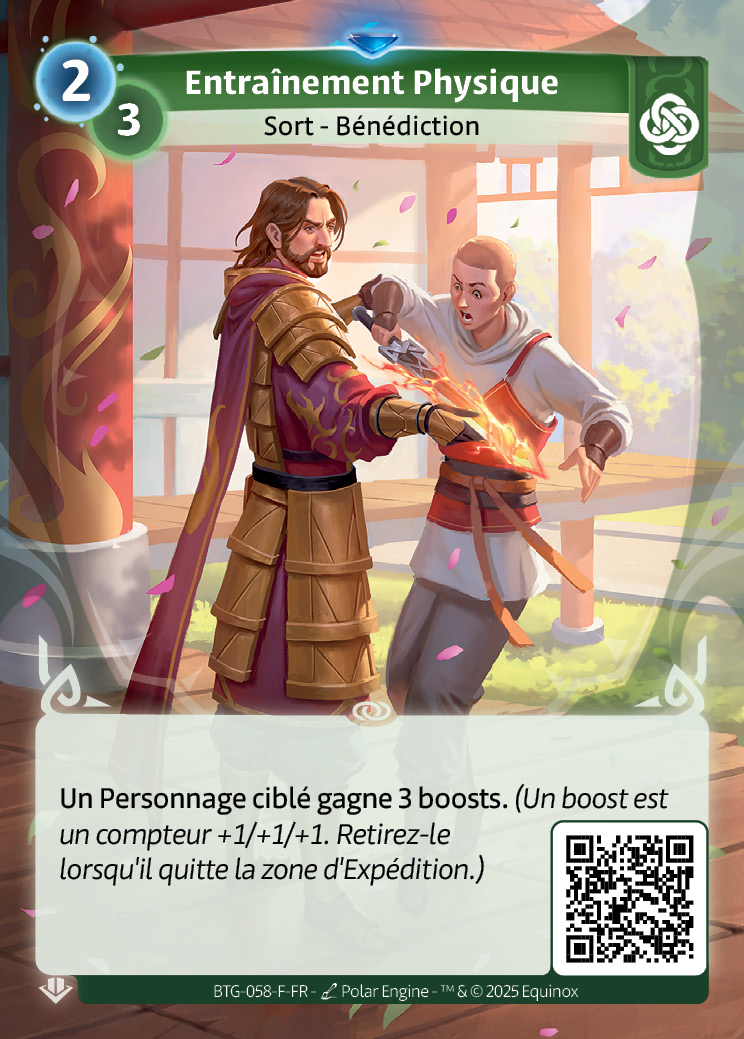 2
Entraînement Physique
3
Sort - Bénédiction
Un Personnage ciblé gagne 3 boosts. (Un boost est
un compteur +1/+1/+1. Retirez-le
lorsqu'il quitte la zone d'Expédition.)
BTG-058-F-FR - Polar Engine - ™ & © 2025 Equinox